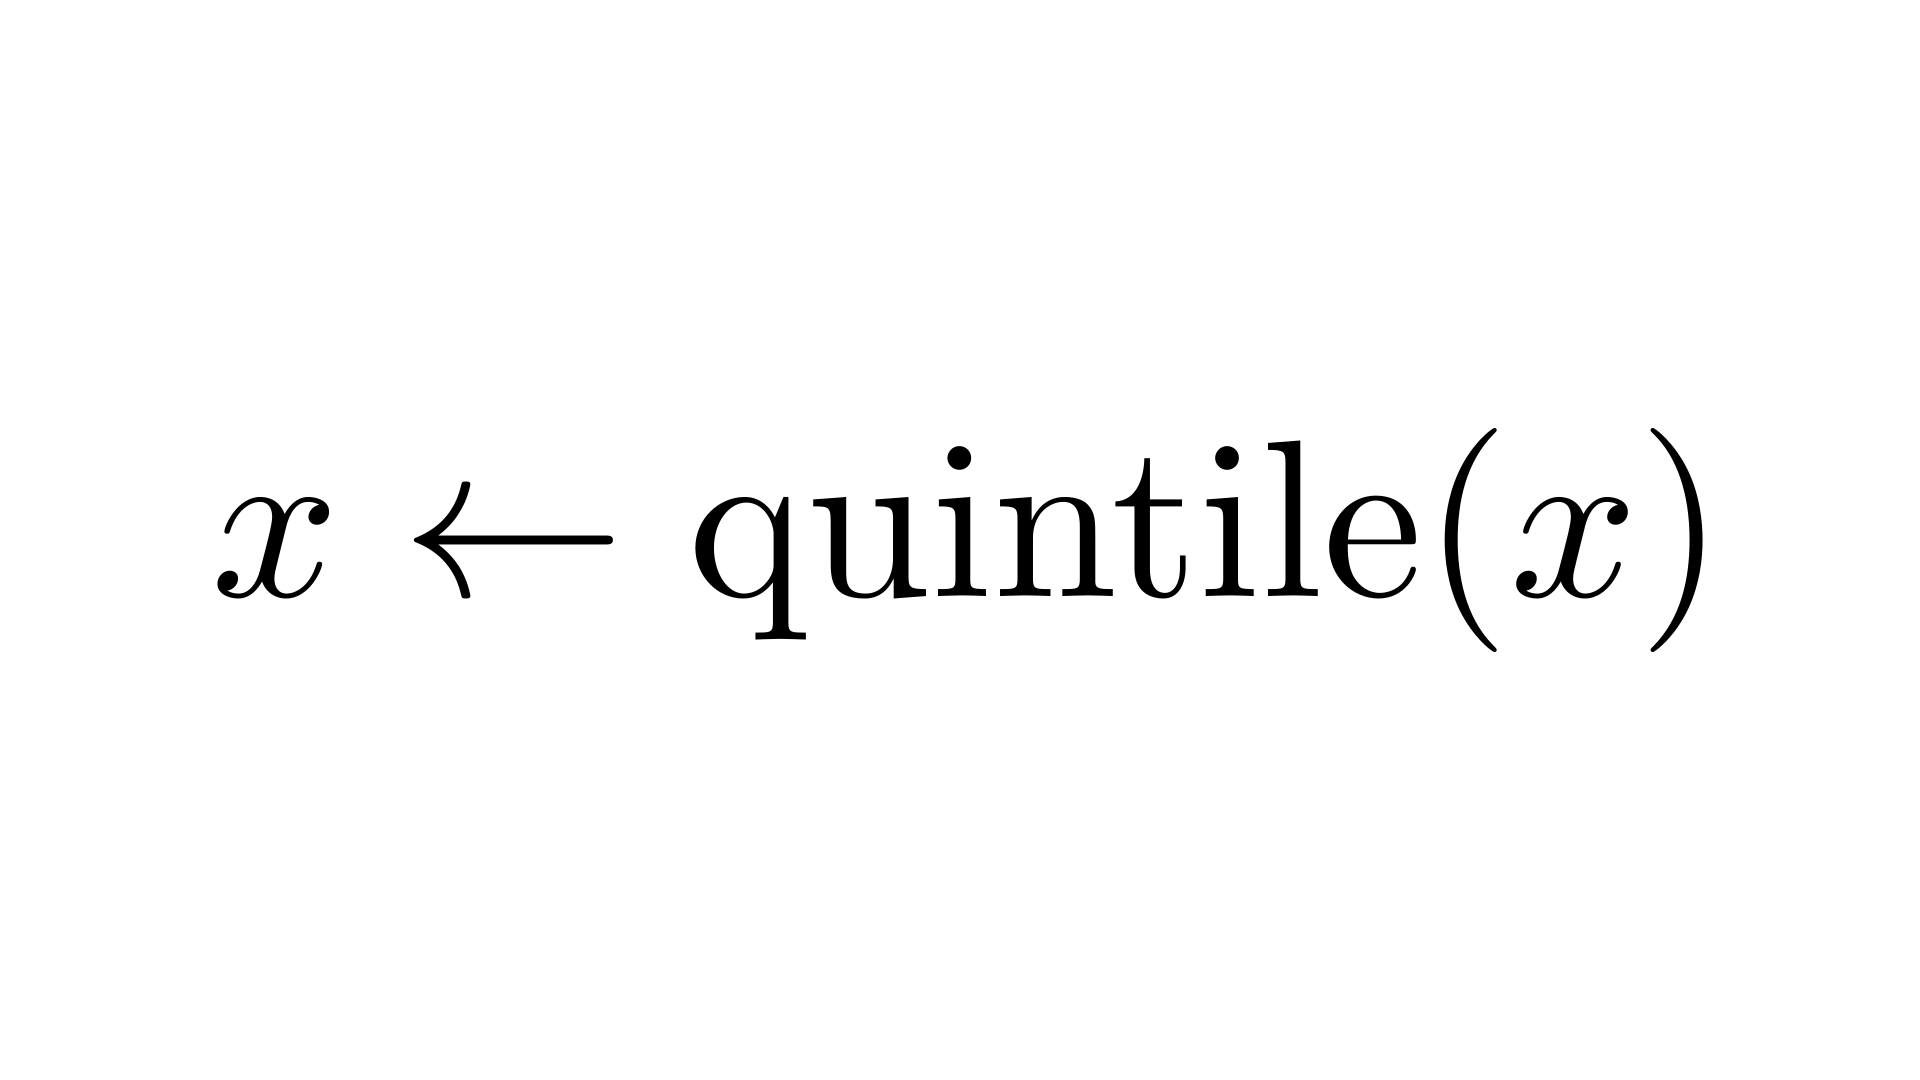 x ← quintile(x)